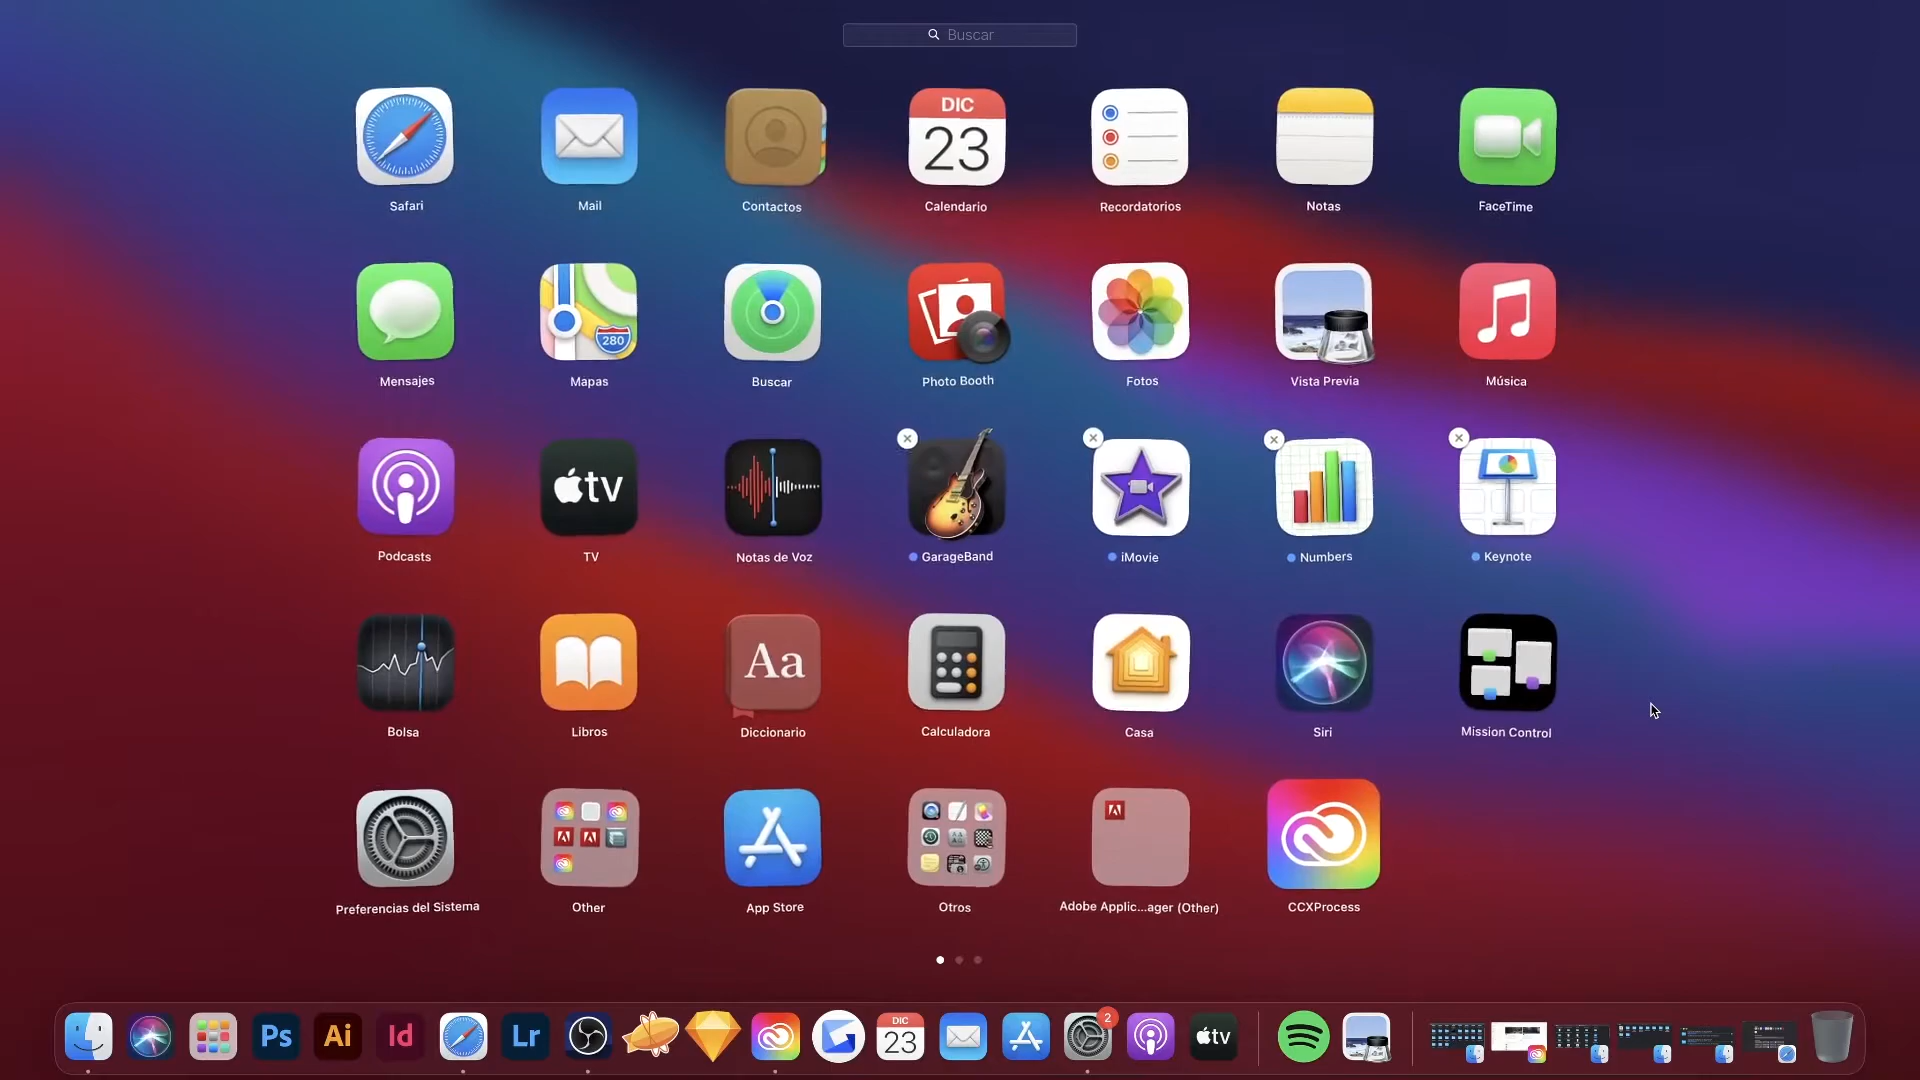 Buscar
DIC
23
Safari
Mail
Contactos
Calendario
Recordatorios
Notas
FaceTime
280
Mensajes
Mapas
Buscar
Photo Booth
Fotos
Vista Previa
Música
tv
Podcasts
TV
Notas de Voz
GarageBand
iMovie
Numbers
Keynote
Aa
Bolsa
Libros
Diccionario
Calculadora
Casa
Siri
Mission Control
Preferencias del Sistema
Other
App Store
Otros
Adobe Applic...ager (Other)
CCXProcess
Ps
Ai
Id
Lr
DIC
23
2
tv